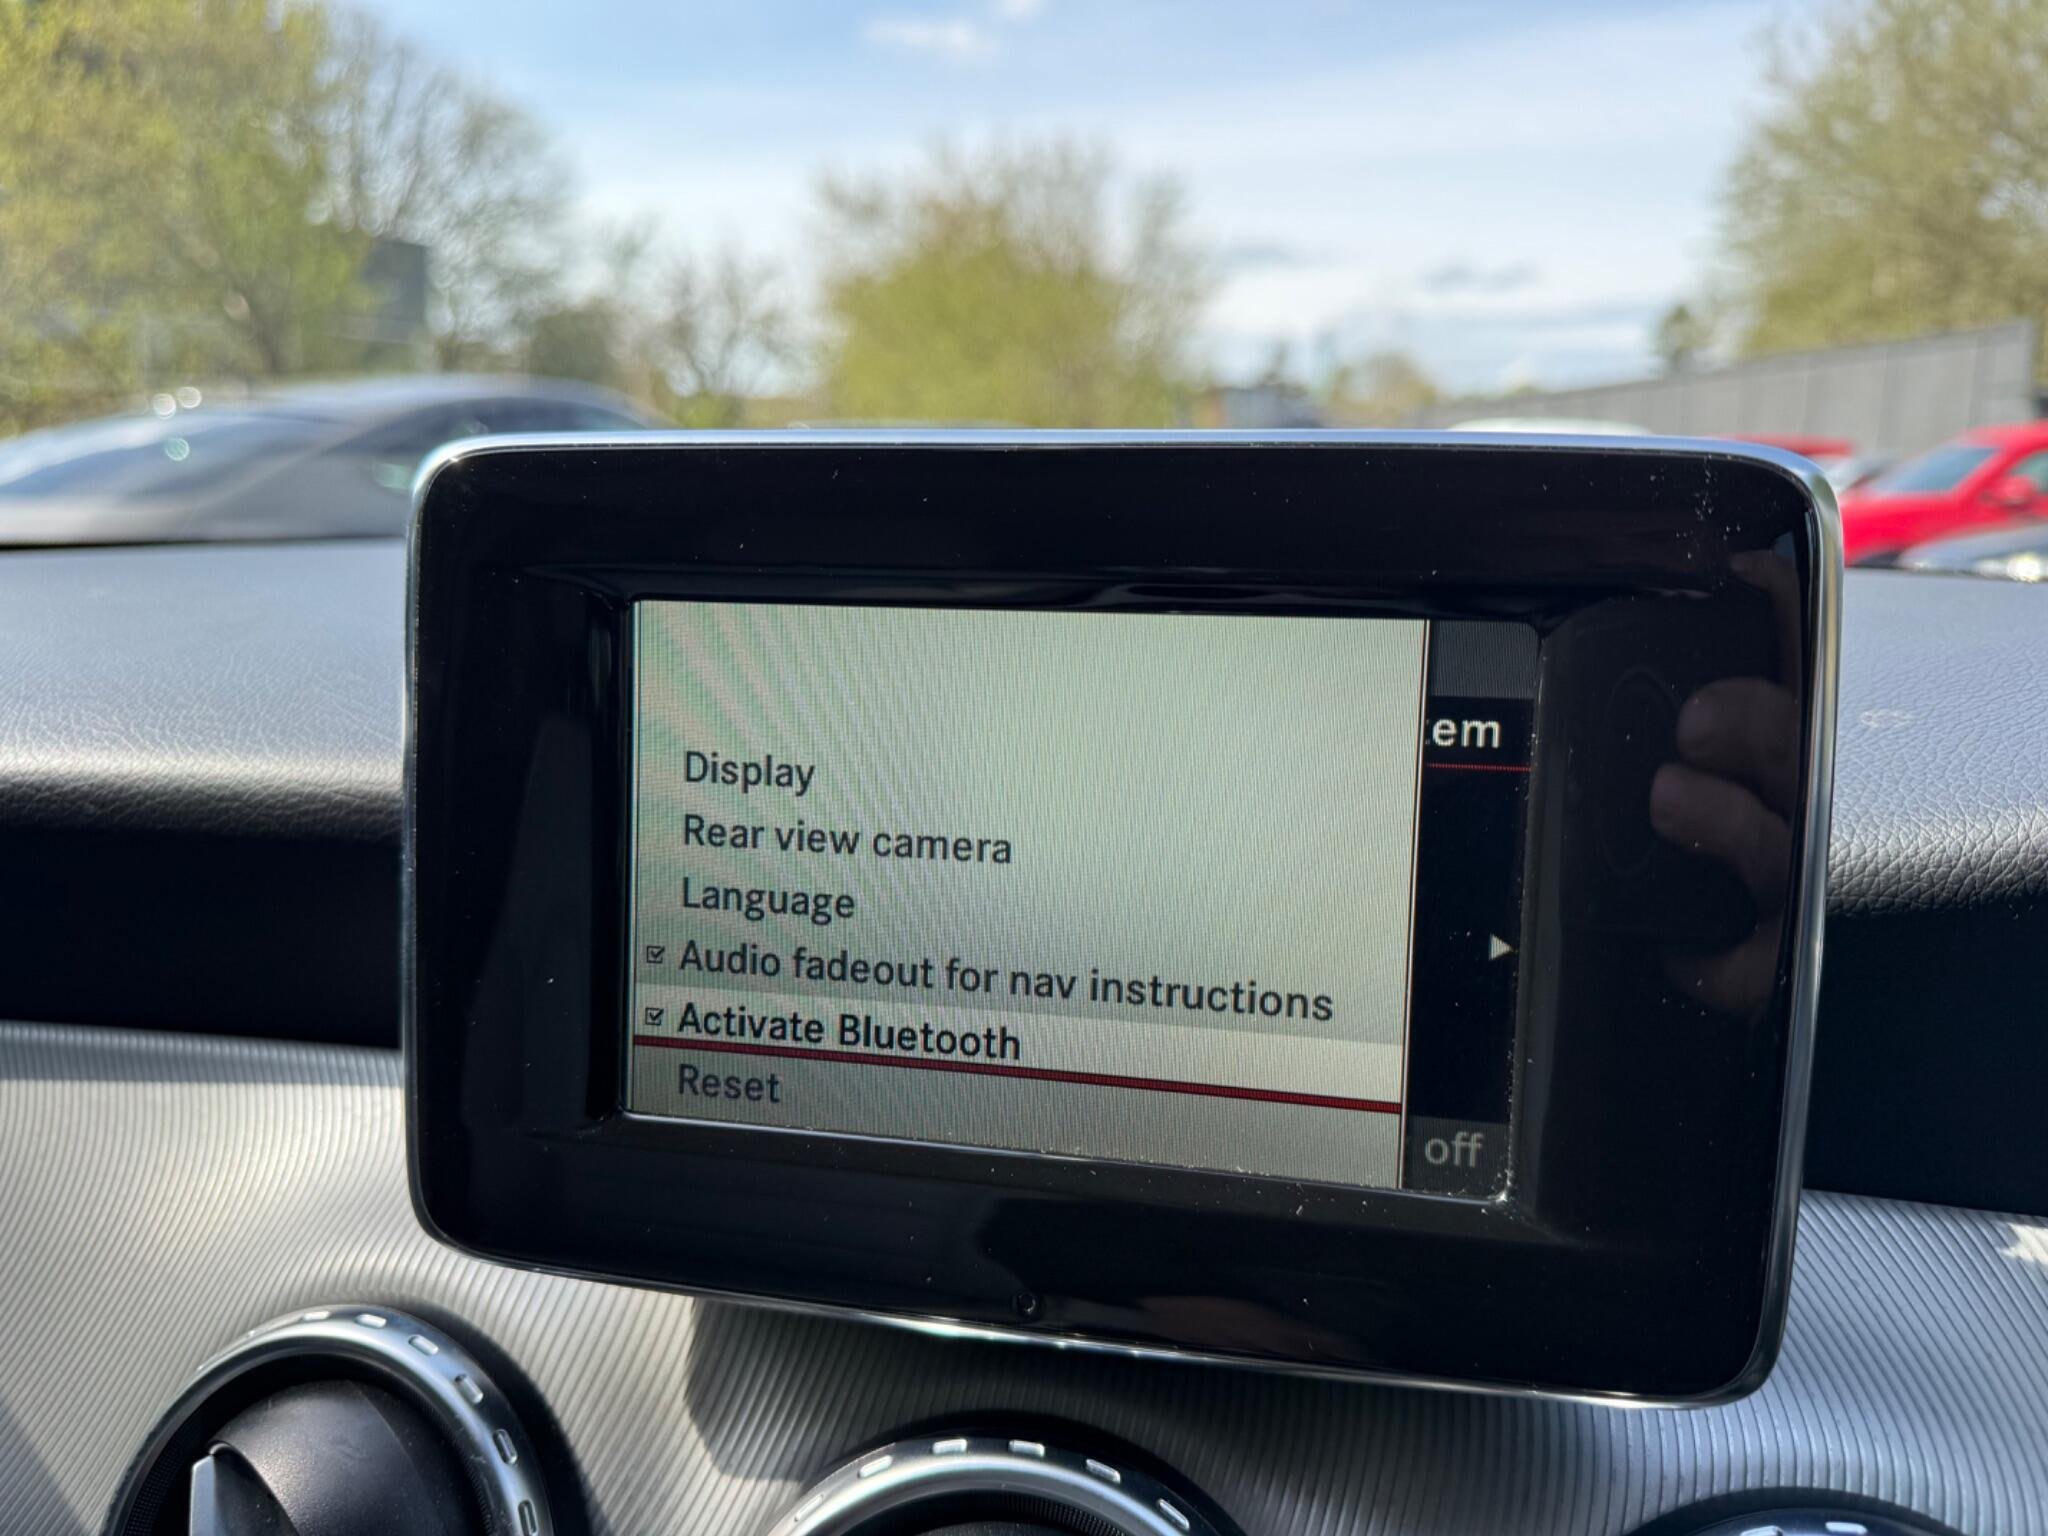 Display
Rear view camera
Language
Audio fadeout for nav instructions
Activate Bluetooth
Reset
em
off